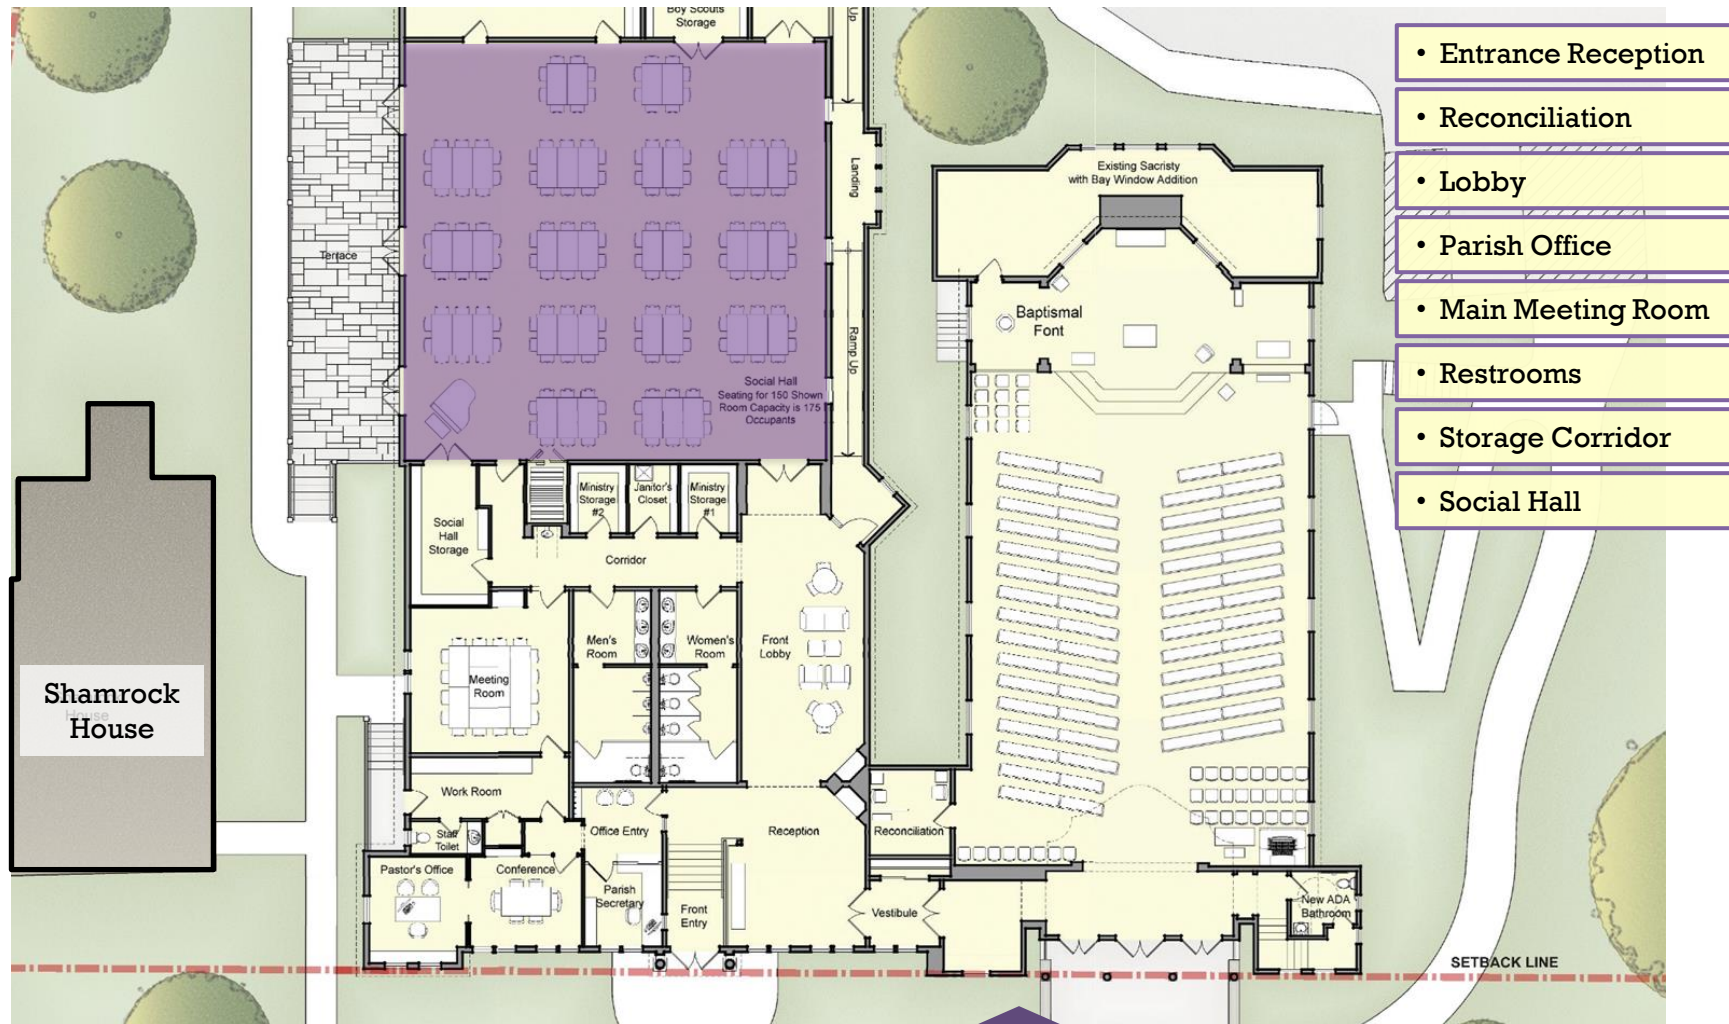 Boy Scouts
Storage
Up
• Entrance Reception
• Reconciliation
• Lobby
• Parish Office
• Main Meeting Room
• Restrooms
• Storage Corridor
• Social Hall
Existing Sacristy
with Bay Window Addition
Landing
Terrace
Baptismal
Font
Ramp Up
Social Hall
Seating for 150 Shown
Room Capacity is 175
Occupants
Ministry
Storage
#2
Janitor's
Closet
Ministry
Storage
#1
Social
Hall
Storage
Corridor
Men's
Room
Women's
Room
Front
Lobby
Meeting
Room
Shamrock
House
House
Work Room
Staff
Toilet
Office Entry
Reception
Reconciliation
Pastor's Office
Conference
Parish
Secretary
Front
Entry
Vestibule
New ADA
Bathroom
SETBACK LINE